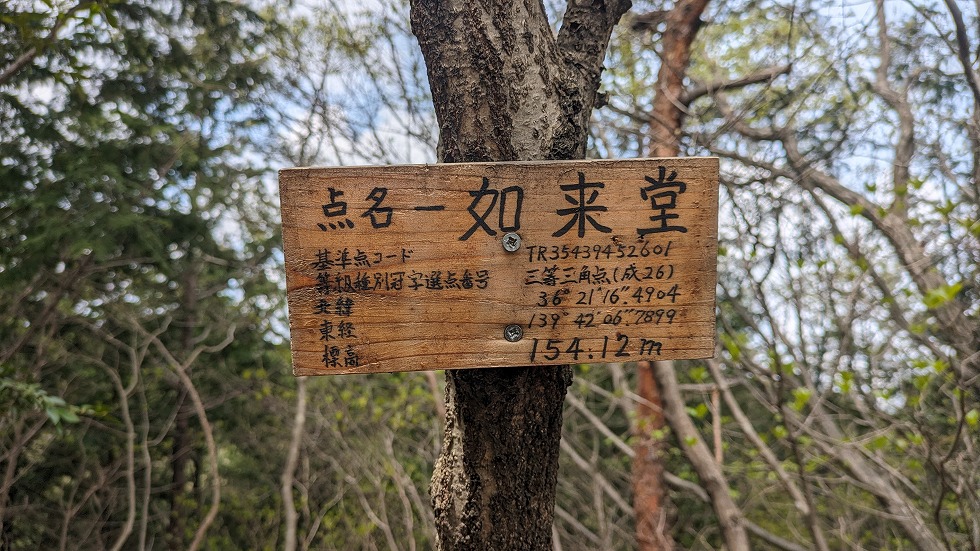 点名ー如来堂
基準点コード TR35439452601
等級種別冠字選点番号 三等三角点(成26)
北緯 36°21'16".4904
東経 139°42'06".7899
標高 154.12m